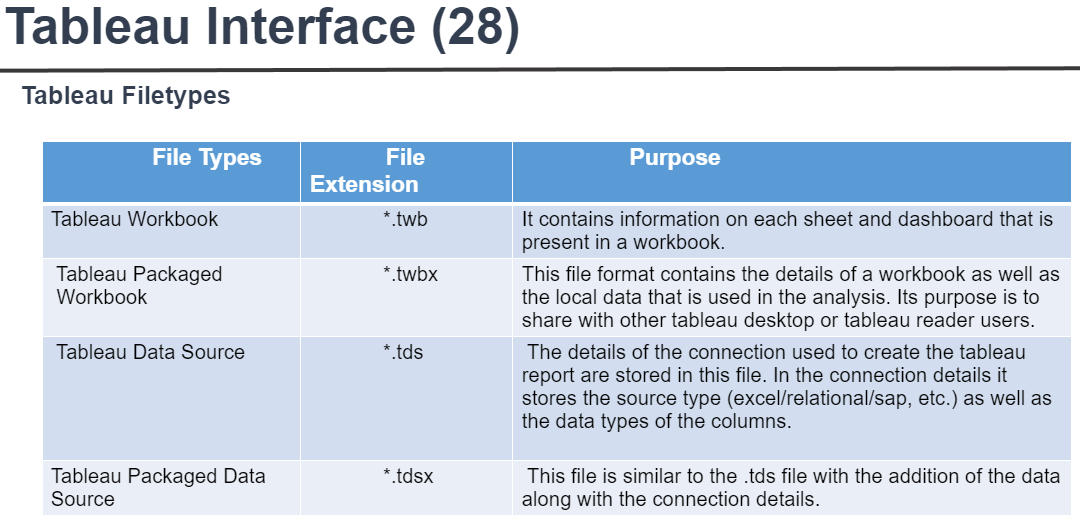 Tableau Interface (28)
Tableau Filetypes
File Types
File
Extension
Purpose
Tableau Workbook
*.twb
It contains information on each sheet and dashboard that is
present in a workbook.
Tableau Packaged
Workbook
*.twbx
This file format contains the details of a workbook as well as
the local data that is used in the analysis. Its purpose is to
share with other tableau desktop or tableau reader users.
Tableau Data Source
*.tds
The details of the connection used to create the tableau
report are stored in this file. In the connection details it
stores the source type (excel/relational/sap, etc.) as well as
the data types of the columns.
Tableau Packaged Data
Source
*.tdsx
This file is similar to the .tds file with the addition of the data
along with the connection details.